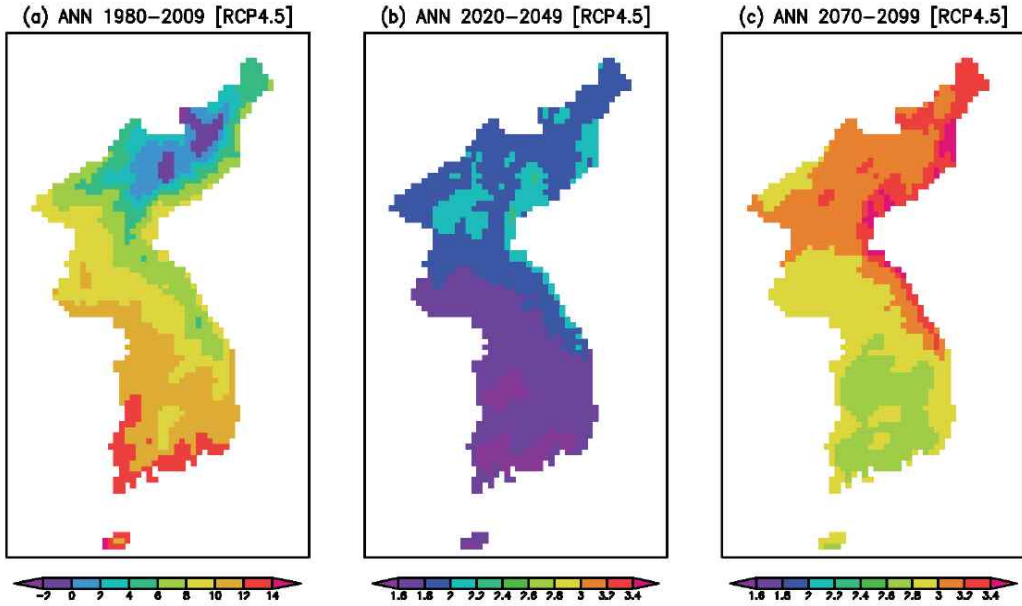 (a) ANN 1980-2009 [RCP4.5]
(b) ANN 2020-2049 [RCP4.5]
(c) ANN 2070-2099 [RCP4.5]
-2 0 2 4 6 8 10 12 14
1.6 1.8 2 2.2 2.4 2.6 2.8 3 3.2 3.4
1.6 1.8 2 2.2 2.4 2.6 2.8 3 3.2 3.4